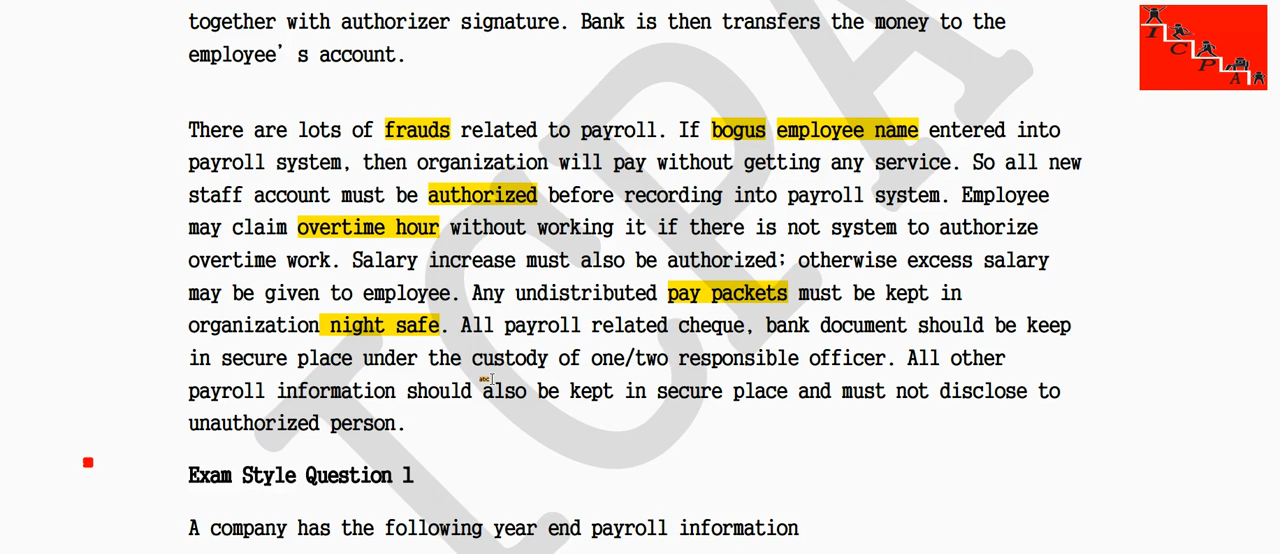 together with authorizer signature. Bank is then transfers the money to the
employee's account.
There are lots of frauds related to payroll. If bogus employee name entered into
payroll system, then organization will pay without getting any service. So all new
staff account must be authorized before recording into payroll system. Employee
may claim overtime hour without working it if there is not system to authorize
overtime work. Salary increase must also be authorized; otherwise excess salary
may be given to employee. Any undistributed pay packets must be kept in
organization night safe. All payroll related cheque, bank document should be keep
in secure place under the custody of one/two responsible officer. All other
payroll information should also be kept in secure place and must not disclose to
unauthorized person.
Exam Style Question 1
A company has the following year end payroll information
ICPA
ICPA
abc